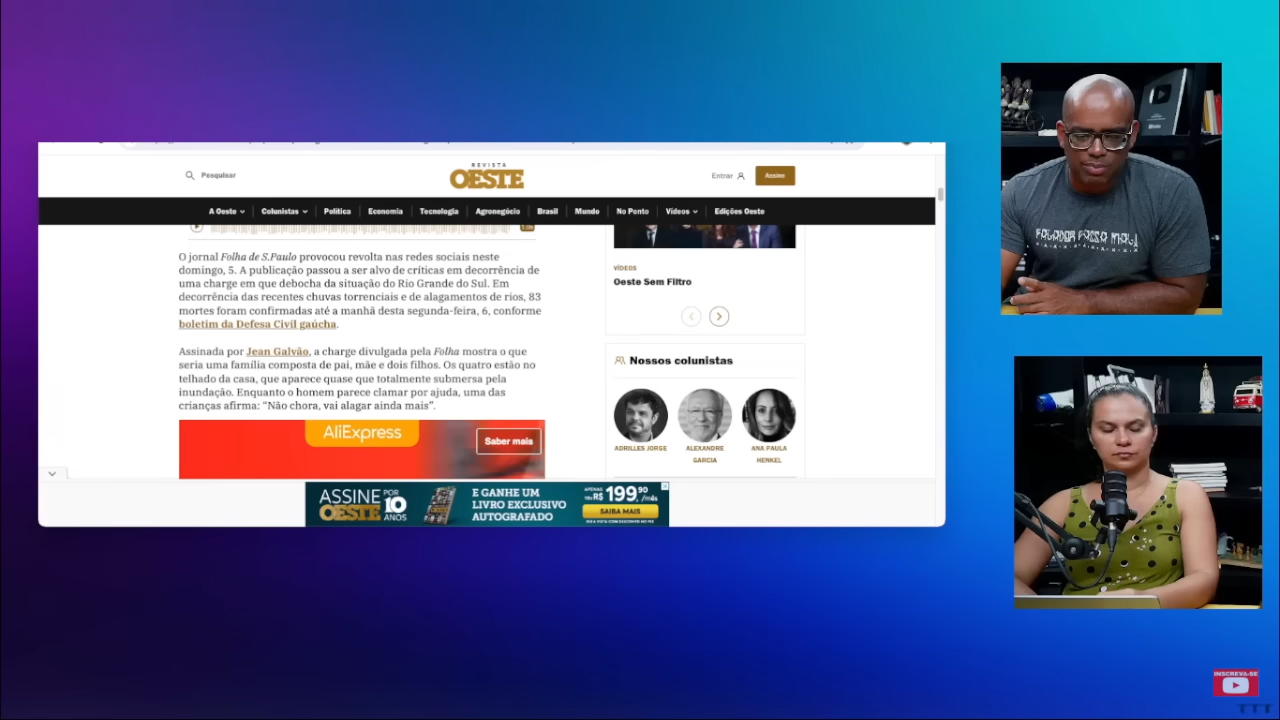 REVISTA
OESTE
Pesquisar
Entrar
Assine
A Oeste
Colunistas
Política
Economia
Tecnologia
Agronegócio
Brasil
Mundo
No Ponto
Vídeos
Edições Oeste
O jornal Folha de S.Paulo provocou revolta nas redes sociais neste
domingo, 5. A publicação passou a ser alvo de críticas em decorrência de
uma charge em que debocha da situação do Rio Grande do Sul. Em
decorrência das recentes chuvas torrenciais e de alagamentos de rios, 83
mortes foram confirmadas até a manhã desta segunda-feira, 6, conforme
boletim da Defesa Civil gaúcha.
Assinada por Jean Galvão, a charge divulgada pela Folha mostra o que
seria uma família composta de pai, mãe e dois filhos. Os quatro estão no
telhado da casa, que aparece quase que totalmente submersa pela
inundação. Enquanto o homem parece clamar por ajuda, uma das
crianças afirma: “Não chora, vai alagar ainda mais”.
AliExpress
Saber mais
VÍDEOS
Oeste Sem Filtro
Nossos colunistas
ADRILLES JORGE
ALEXANDRE
GARCIA
ANA PAULA
HENKEL
ASSINE POR
OESTE 10
ANOS
E GANHE UM
LIVRO EXCLUSIVO
AUTOGRAFADO
APENAS
R$ 199,90 /mês
SAIBA MAIS
FALADOR PASSA MAL!
INSCREVA-SE